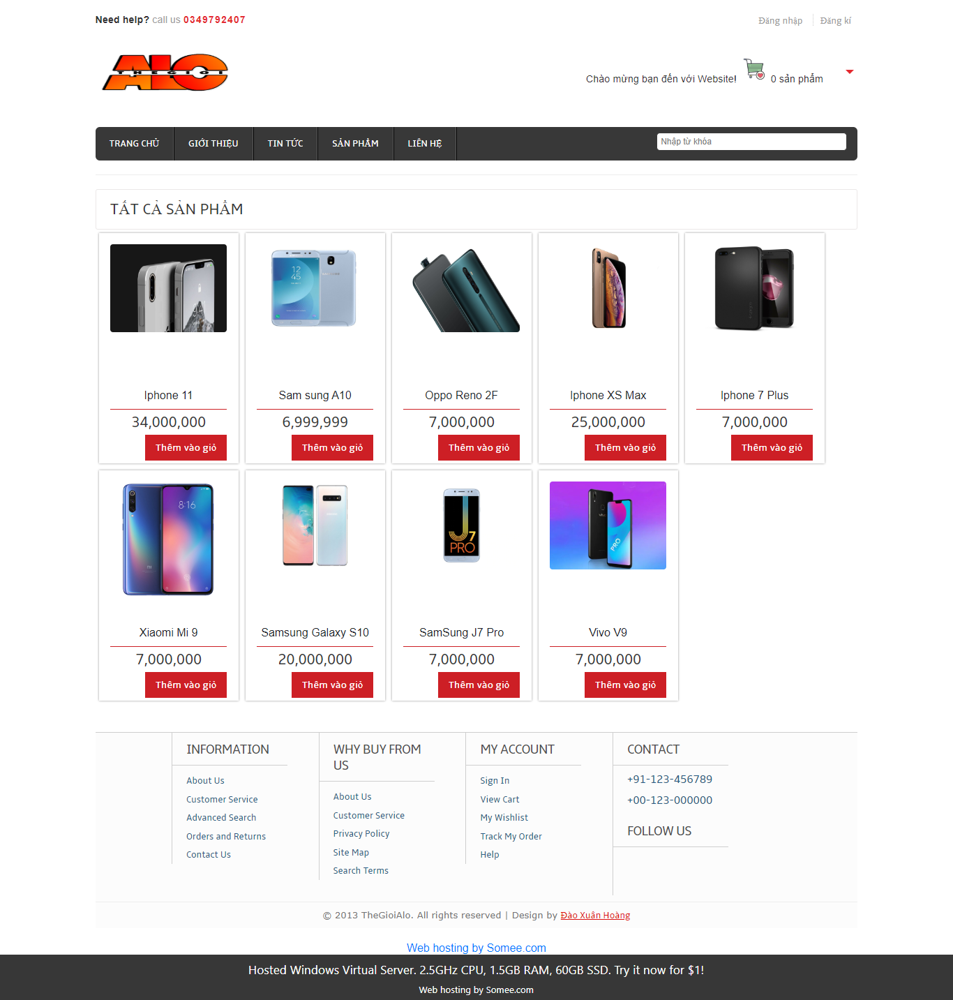 Need help? call us 0349792407
Đăng nhập
Đăng kí
ALO
THEGIOI
Chào mừng bạn đến với Website!
0 sản phẩm
TRANG CHỦ
GIỚI THIỆU
TIN TỨC
SẢN PHẨM
LIÊN HỆ
Nhập từ khóa
TẤT CẢ SẢN PHẨM
12
45
Iphone 11
Sam sung A10
Oppo Reno 2F
Iphone XS Max
Iphone 7 Plus
34,000,000
6,999,999
7,000,000
25,000,000
7,000,000
Thêm vào giỏ
Thêm vào giỏ
Thêm vào giỏ
Thêm vào giỏ
Thêm vào giỏ
8:16
J7
PRO
vivo
PRO
Xiaomi Mi 9
Samsung Galaxy S10
SamSung J7 Pro
Vivo V9
7,000,000
20,000,000
7,000,000
7,000,000
Thêm vào giỏ
Thêm vào giỏ
Thêm vào giỏ
Thêm vào giỏ
INFORMATION
About Us
Customer Service
Advanced Search
Orders and Returns
Contact Us
WHY BUY FROM
US
About Us
Customer Service
Privacy Policy
Site Map
Search Terms
MY ACCOUNT
Sign In
View Cart
My Wishlist
Track My Order
Help
CONTACT
+91-123-456789
+00-123-000000
FOLLOW US
© 2013 TheGioiAlo. All rights reserved | Design by Đào Xuân Hoàng
Web hosting by Somee.com
Hosted Windows Virtual Server. 2.5GHz CPU, 1.5GB RAM, 60GB SSD. Try it now for $1!
Web hosting by Somee.com